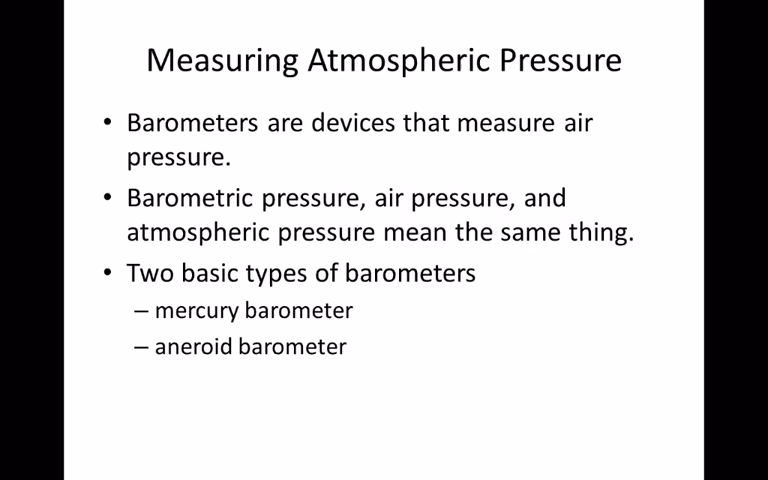 Measuring Atmospheric Pressure
• Barometers are devices that measure air
pressure.
• Barometric pressure, air pressure, and
atmospheric pressure mean the same thing.
• Two basic types of barometers
– mercury barometer
– aneroid barometer